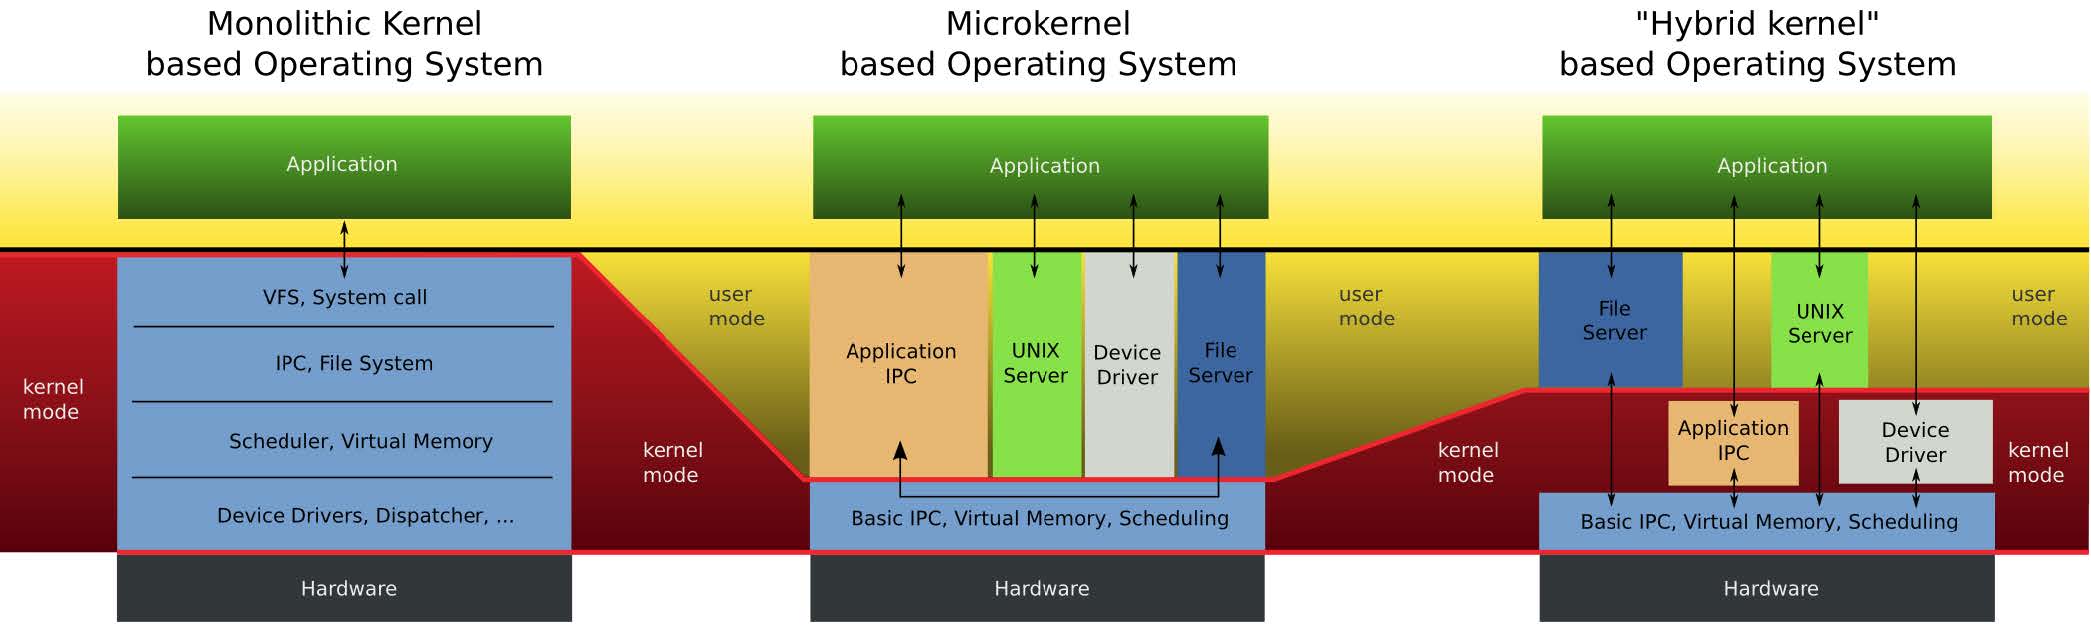 Monolithic Kernel
based Operating System
Application
kernel
mode
VFS, System call
IPC, File System
Scheduler, Virtual Memory
Device Drivers, Dispatcher, ...
Hardware
user
mode
kernel
mode
Microkernel
based Operating System
Application
Application
IPC
UNIX
Server
Device
Driver
File
Server
Basic IPC, Virtual Memory, Scheduling
Hardware
user
mode
kernel
mode
"Hybrid kernel"
based Operating System
Application
File
Server
UNIX
Server
user
mode
Application
IPC
Device
Driver
kernel
mode
Basic IPC, Virtual Memory, Scheduling
Hardware